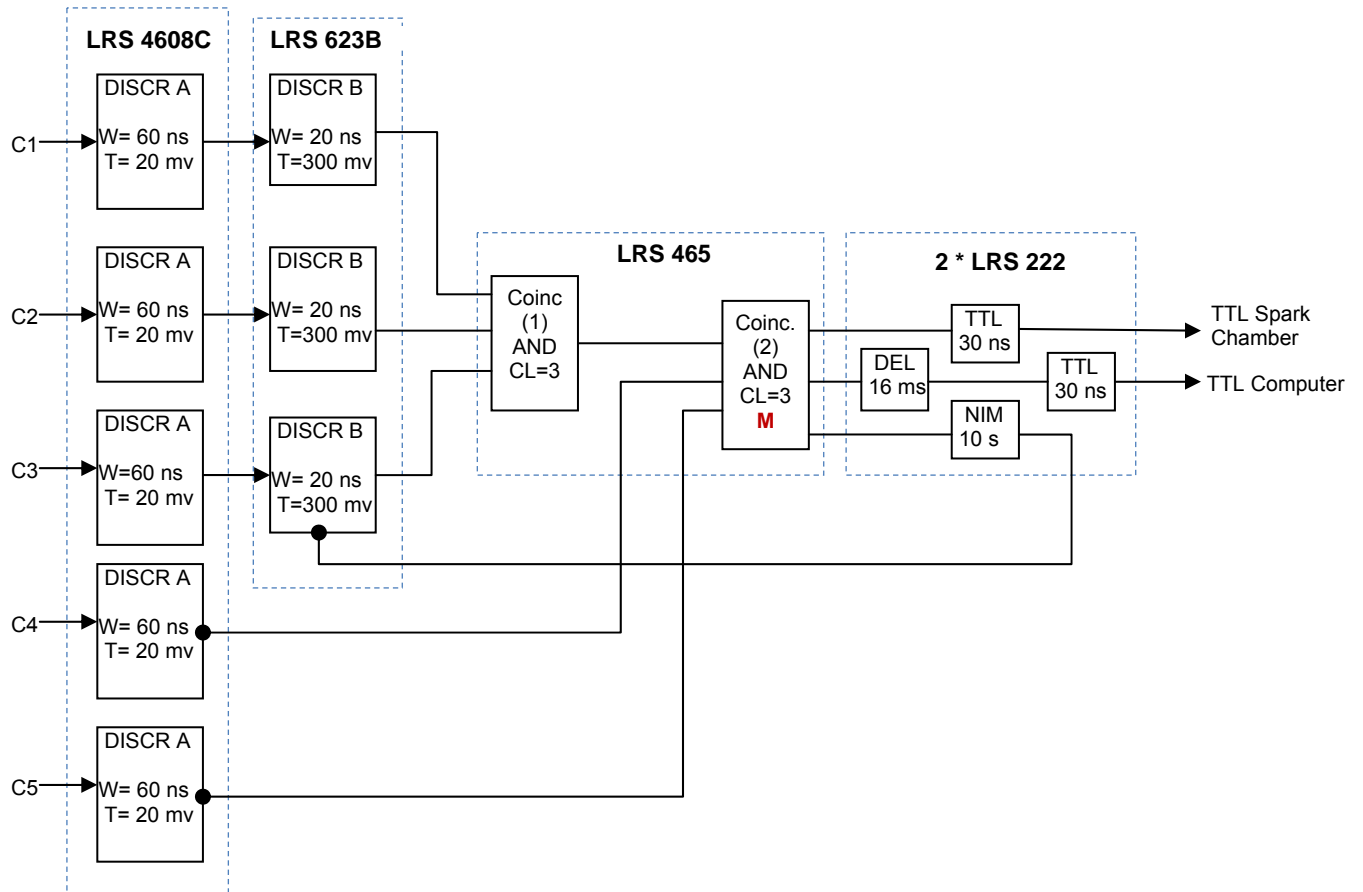 LRS 4608C
LRS 623B
C1
DISCR A
W= 60 ns
T= 20 mv
DISCR B
W= 20 ns
T=300 mv
C2
DISCR A
W= 60 ns
T= 20 mv
DISCR B
W= 20 ns
T=300 mv
C3
DISCR A
W=60 ns
T= 20 mv
DISCR B
W= 20 ns
T=300 mv
C4
DISCR A
W= 60 ns
T= 20 mv
C5
DISCR A
W= 60 ns
T= 20 mv
LRS 465
Coinc
(1)
AND
CL=3
Coinc.
(2)
AND
CL=3
M
2 * LRS 222
TTL
30 ns
DEL
16 ms
TTL
30 ns
NIM
10 s
TTL Spark
Chamber
TTL Computer